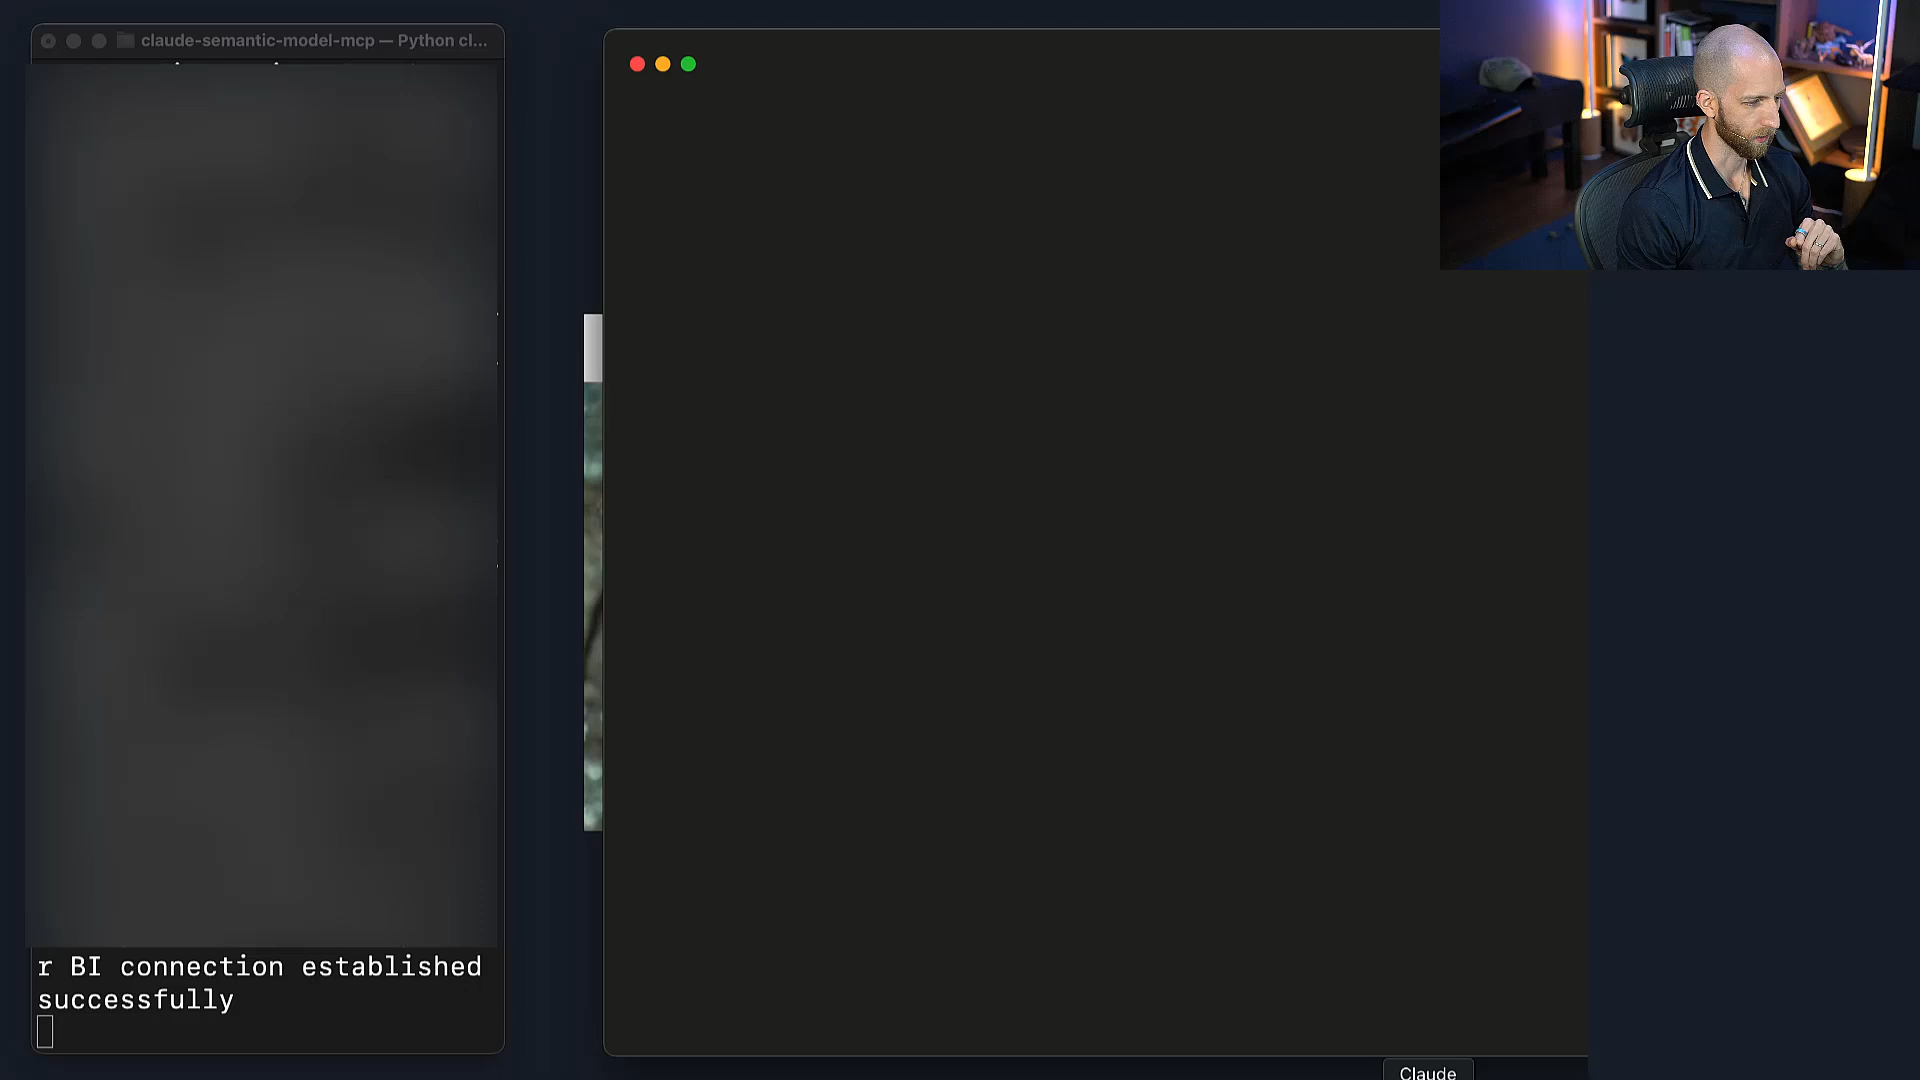 claude-semantic-model-mcp — Python cl...
r BI connection established
successfully
Claude